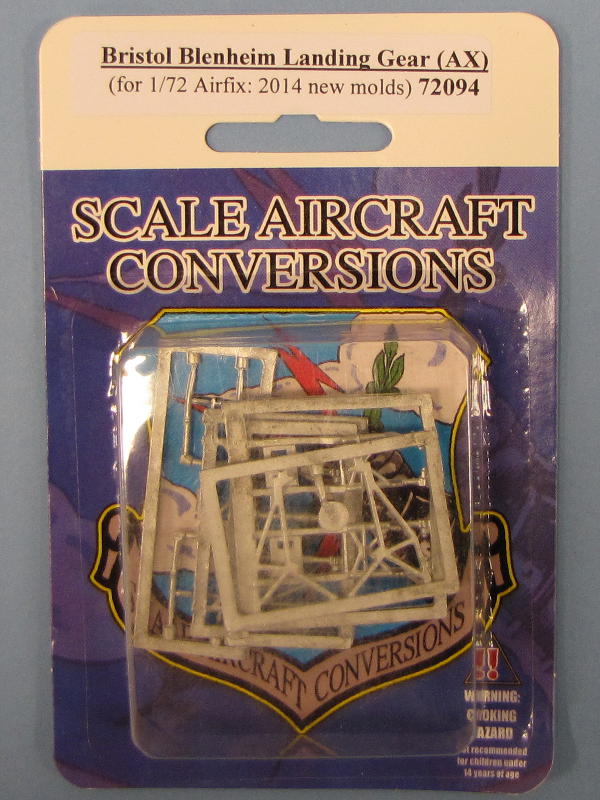 Bristol Blenheim Landing Gear (AX)
(for 1/72 Airfix: 2014 new molds) 72094
SCALE AIRCRAFT
CONVERSIONS
AIRCRAFT CONVERSIONS
!!
WARNING:
CHOKING
HAZARD
Not recommended
for children under
14 years of age